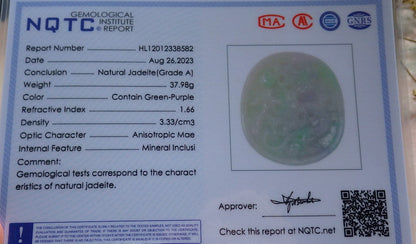 NQTC GEMOLOGICAL
INSTITUTE
© REPORT
MA
GNBS
Report Number HL12012338582
Date Aug 26,2023
Conclusion Natural Jadeite(Grade A)
Weight 37.98g
Color Contain Green-Purple
Refractive Index 1.66
Density 3.33/cm3
Optic Character Anisotropic Mae
Internal Feature Mineral Inclusi
Comment:
Gemological tests correspond to the charact
eristics of natural jadeite.
Approver:
Check this report at NQTC.net